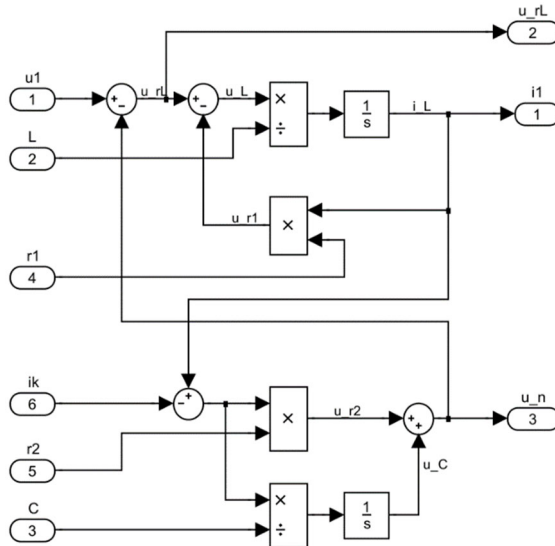 u_rL
2
u1
1
+
−
u_rL
+
−
u_L
×
÷
1
s
i_L
i1
1
L
2
u_r1
×
r1
4
ik
6
−
+
×
u_r2
+
+
u_n
3
r2
5
u_C
C
3
×
÷
1
s